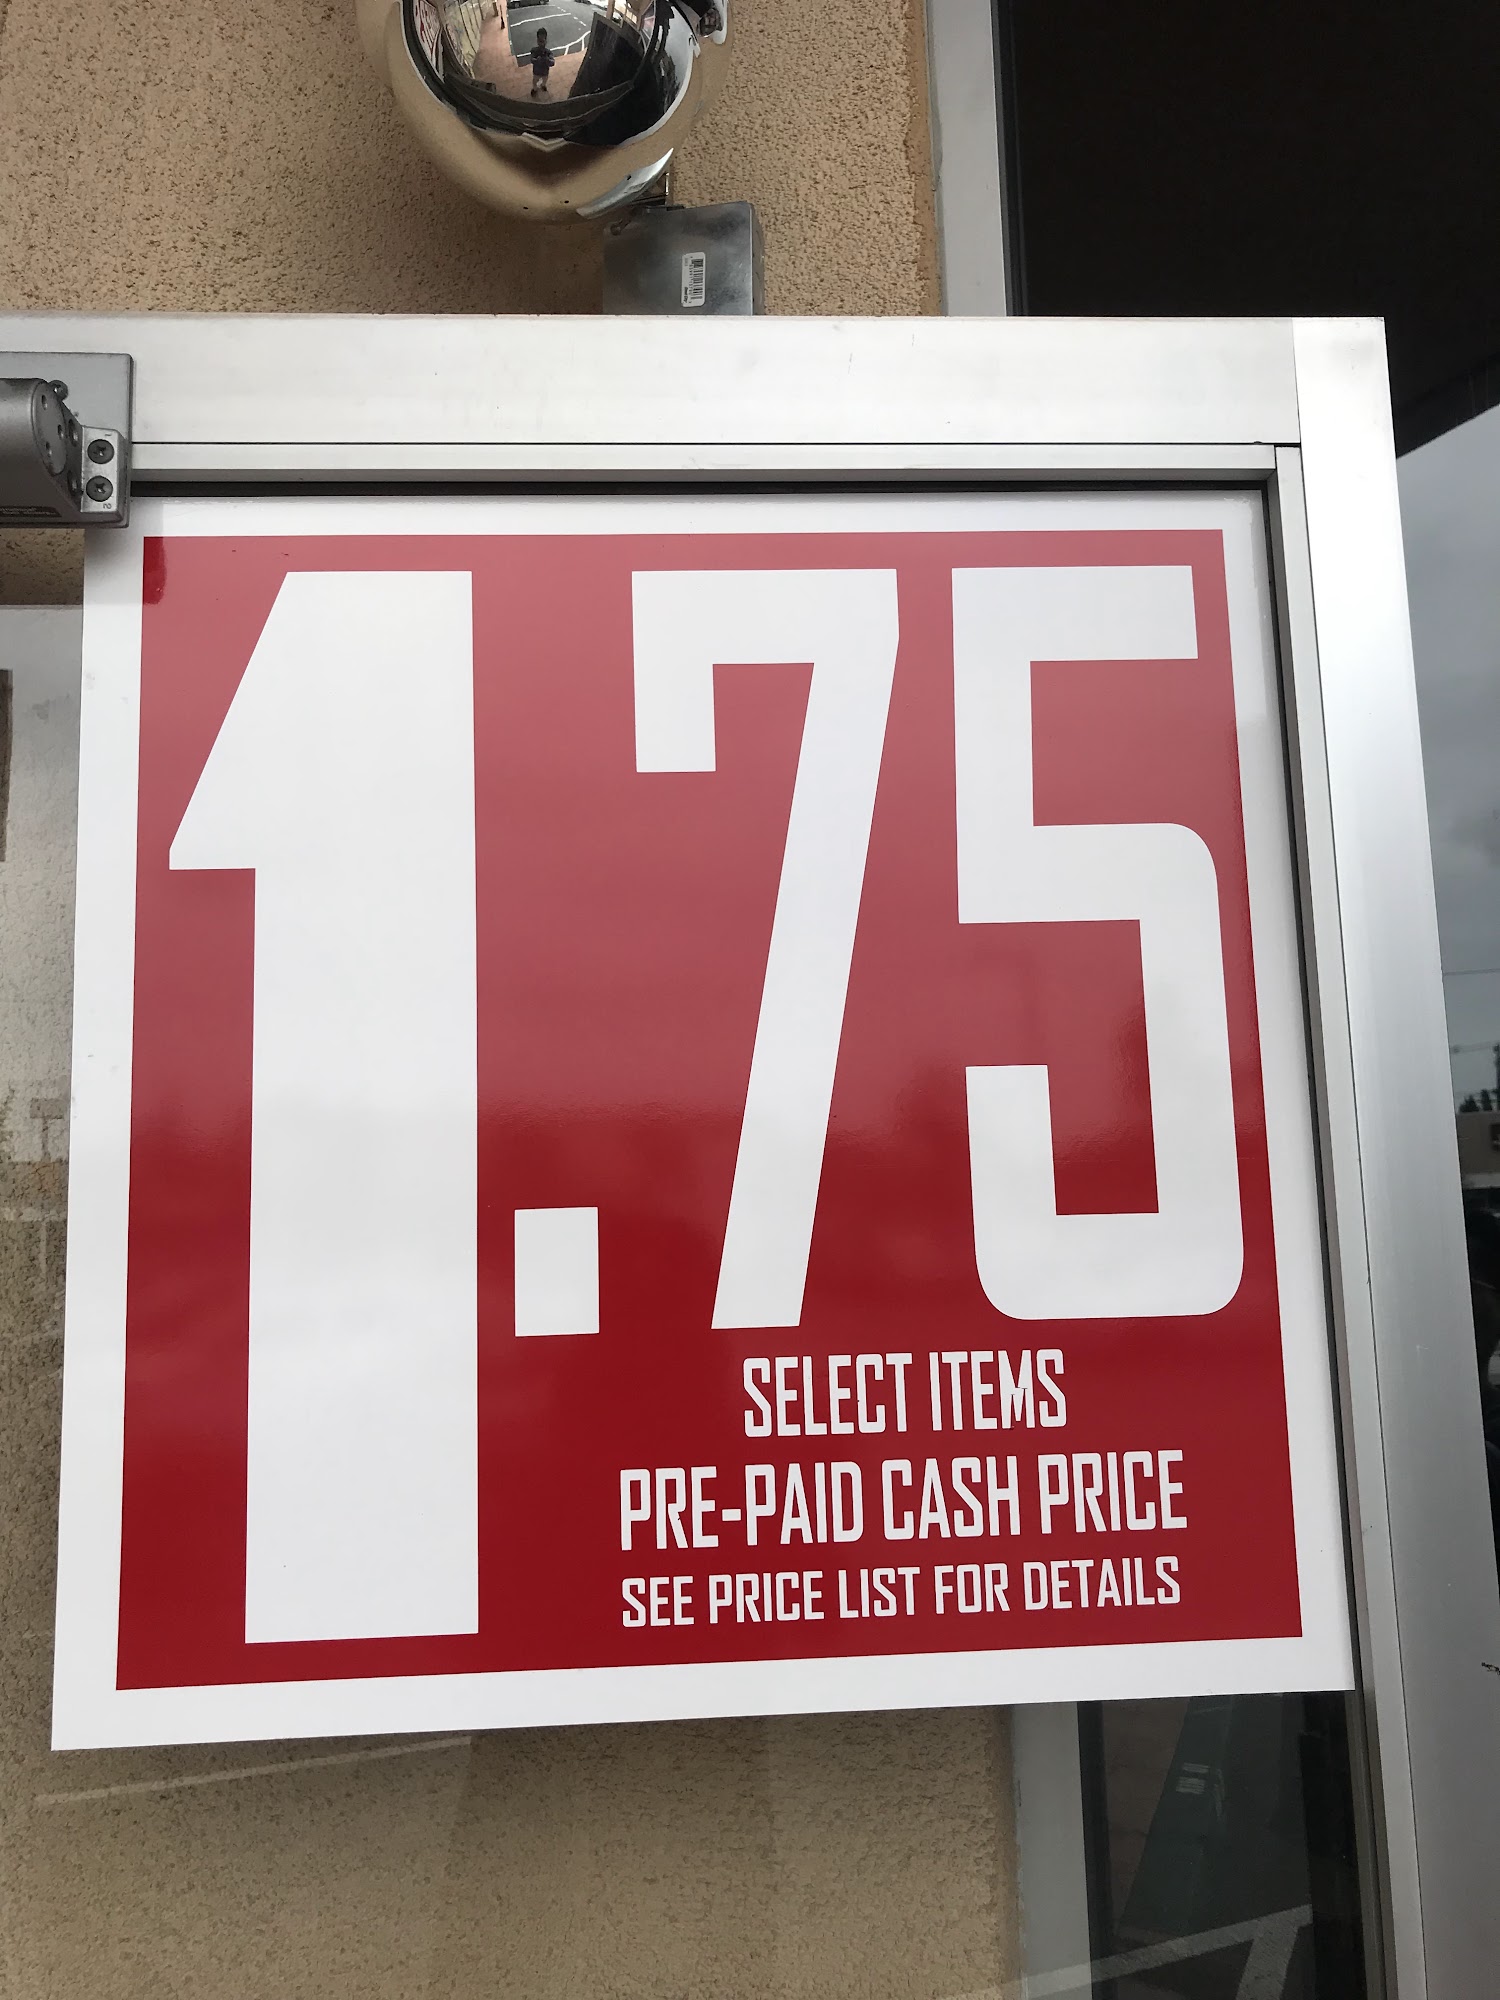 1.75
SELECT ITEMS
PRE-PAID CASH PRICE
SEE PRICE LIST FOR DETAILS